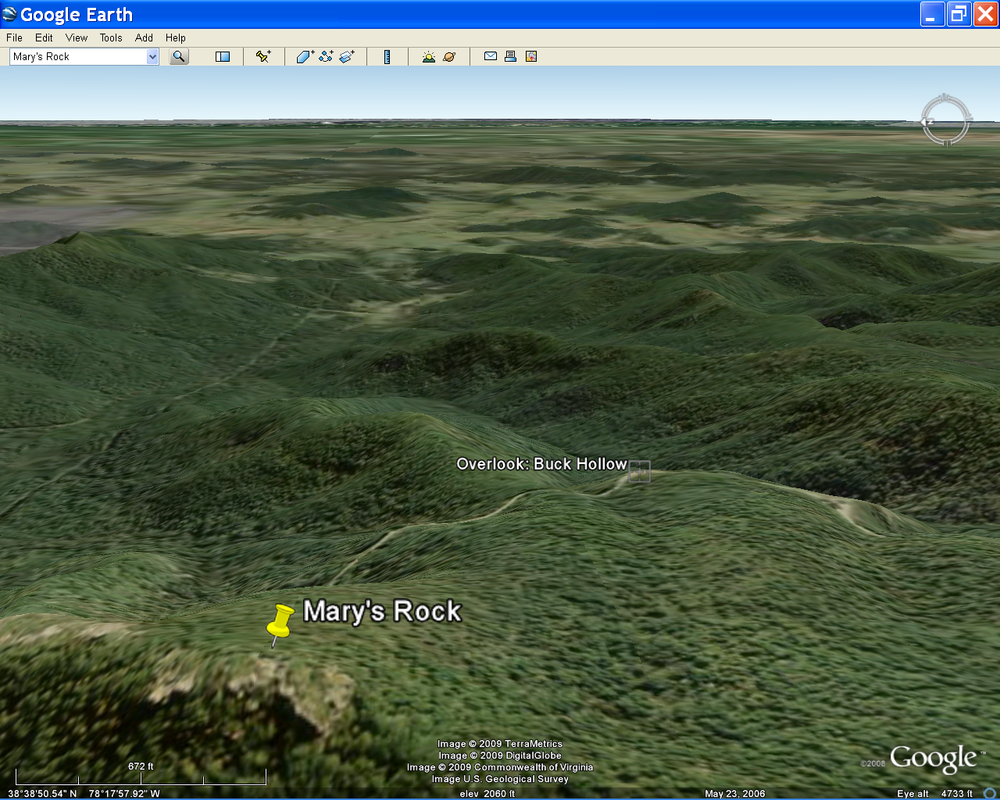 Google Earth
File Edit View Tools Add Help
Mary's Rock
Overlook: Buck Hollow
Mary's Rock
Image © 2009 TerraMetrics
Image © 2009 DigitalGlobe
Image © 2009 Commonwealth of Virginia
Image U.S. Geological Survey
©2008 Google™
672 ft
38°38'50.54" N 78°17'57.92" W elev 2060 ft May 23, 2006 Eye alt 4733 ft